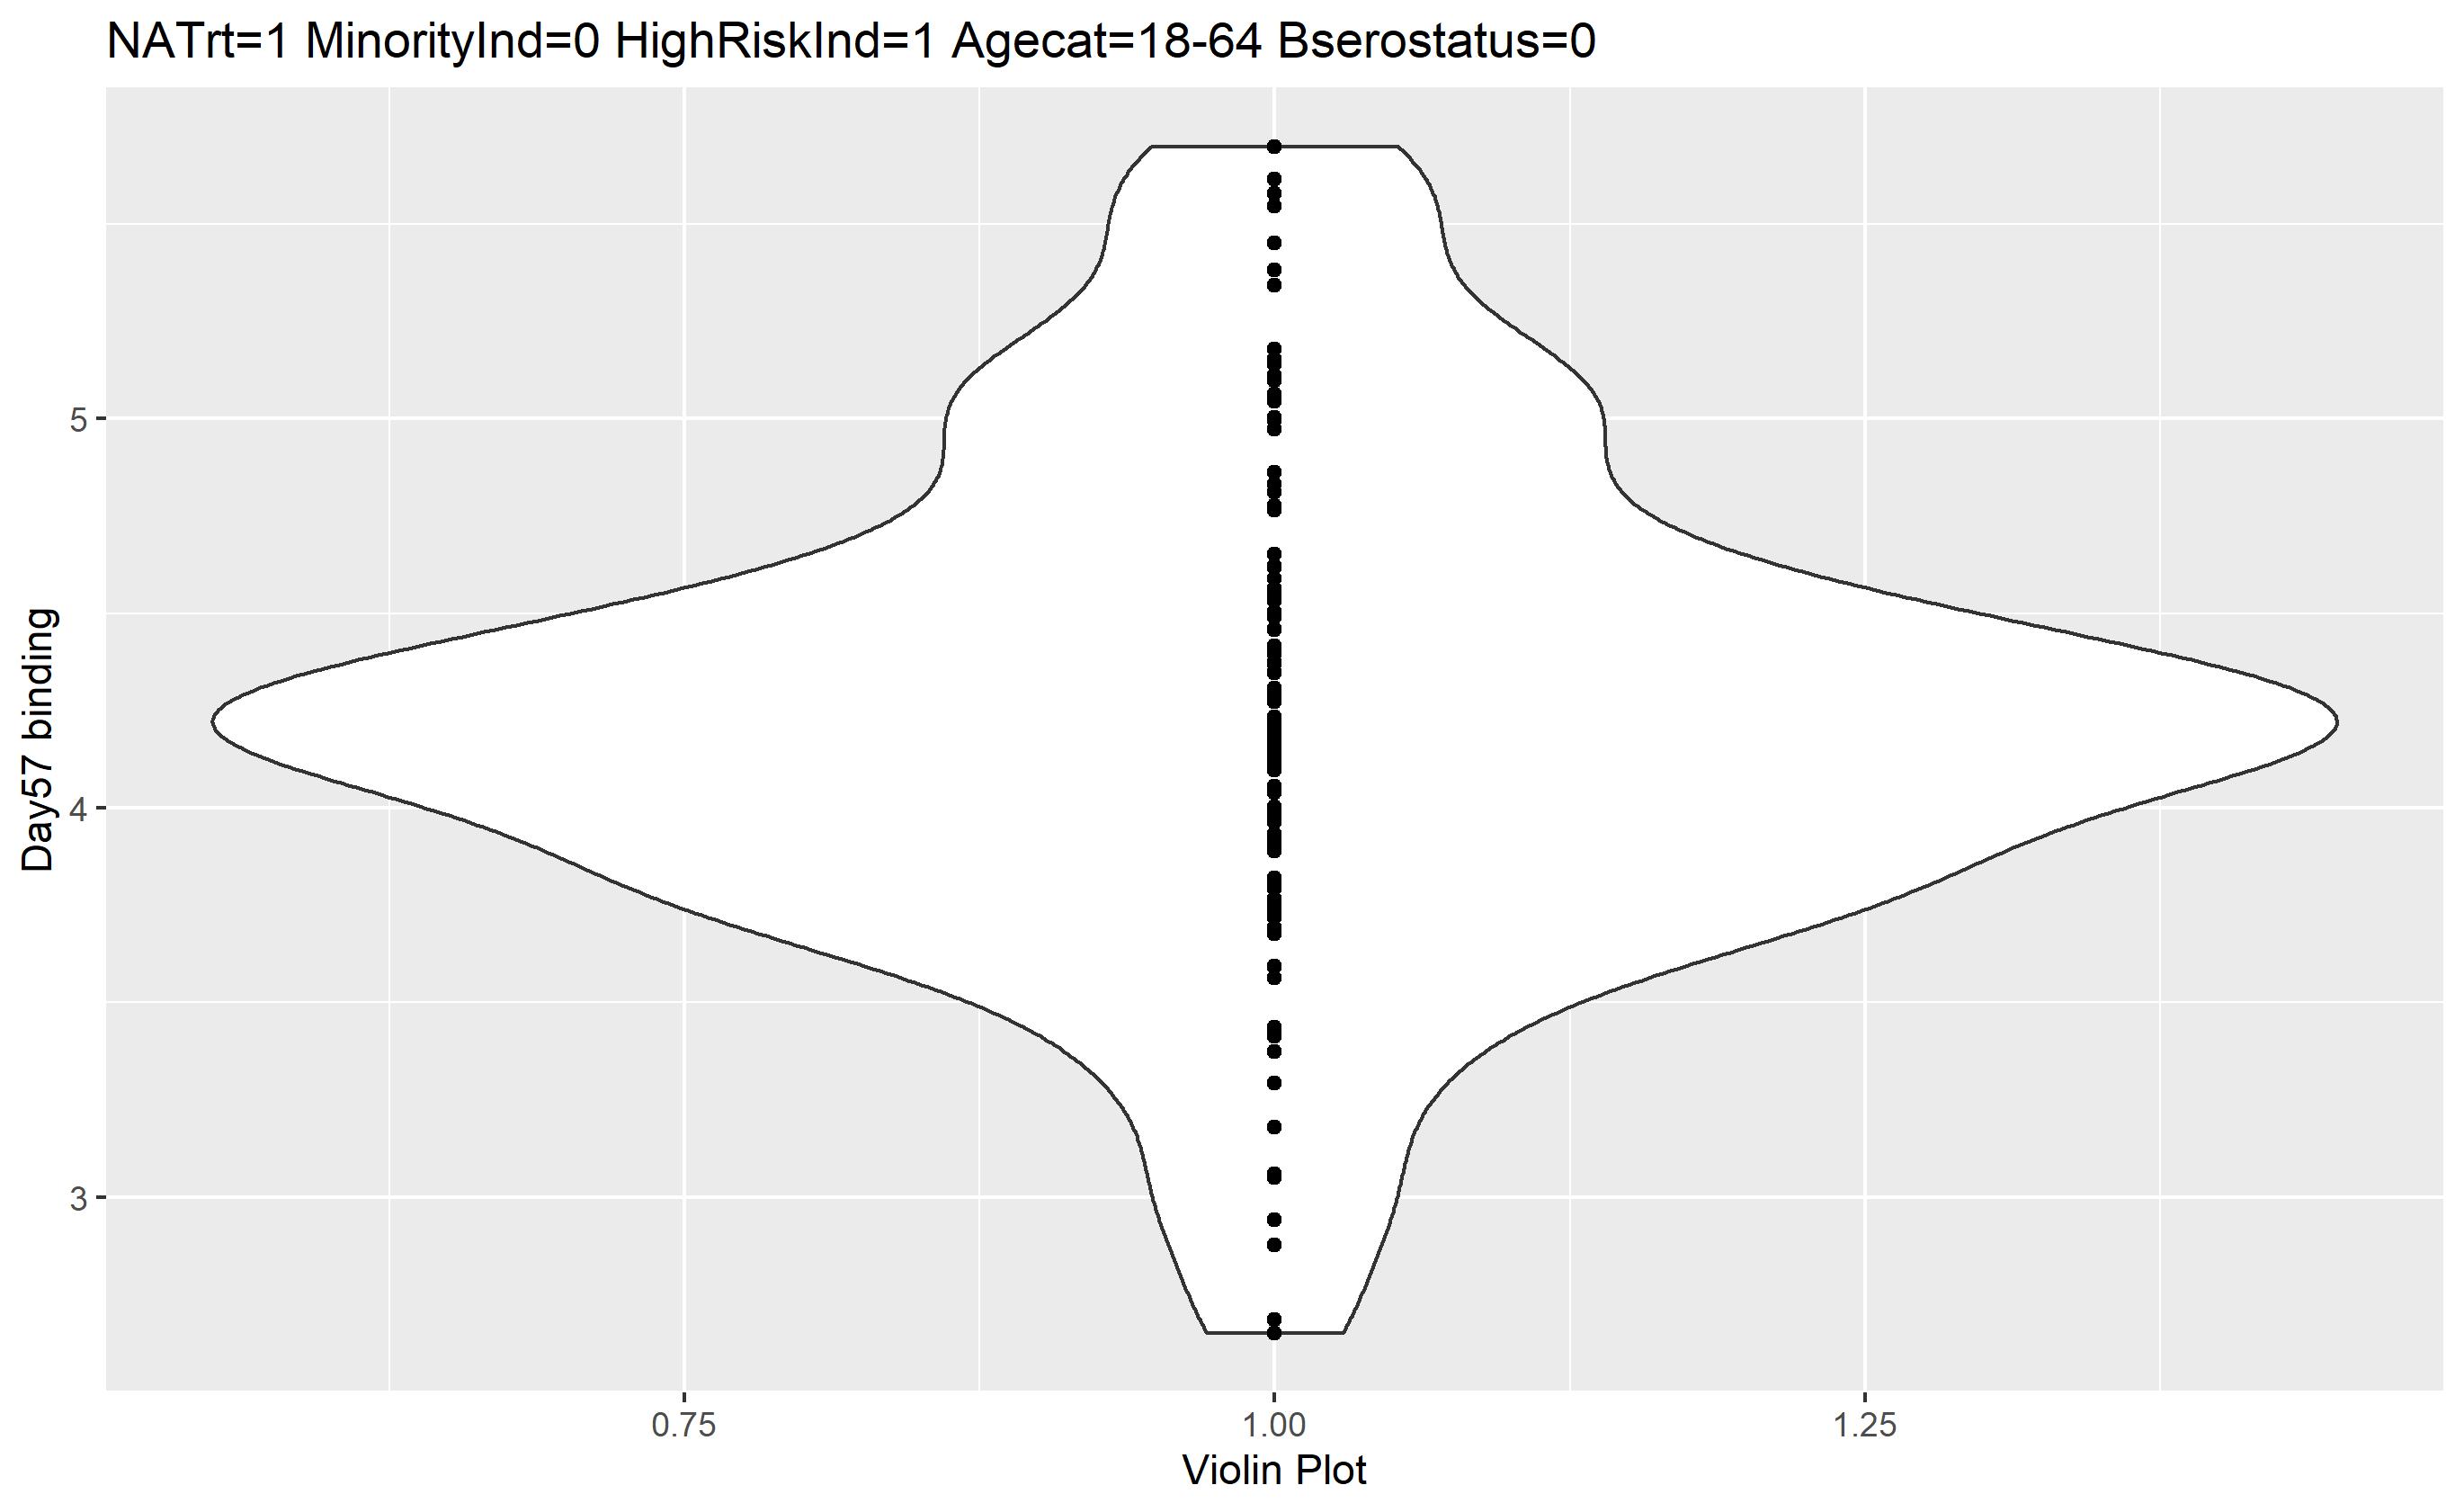 NATrt=1 MinorityInd=0 HighRiskInd=1 Agecat=18-64 Bserostatus=0
Day57 binding
5
4
3
0.75 1.00 1.25
Violin Plot